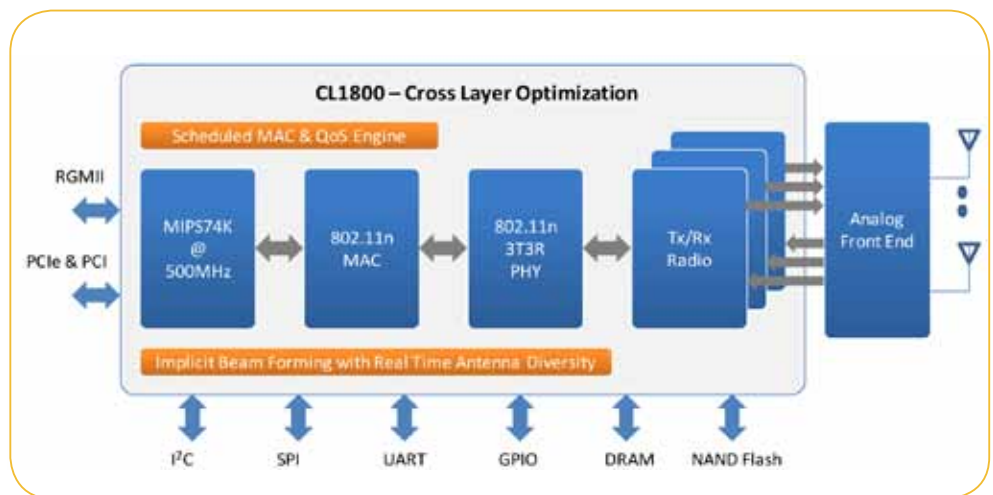 CL1800 – Cross Layer Optimization
Scheduled MAC & QoS Engine
RGMII
PCIe & PCI
MIPS74K
@
500MHz
802.11n
MAC
802.11n
3T3R
PHY
Tx/Rx
Radio
Analog
Front End
Implicit Beam Forming with Real Time Antenna Diversity
I²C
SPI
UART
GPIO
DRAM
NAND Flash